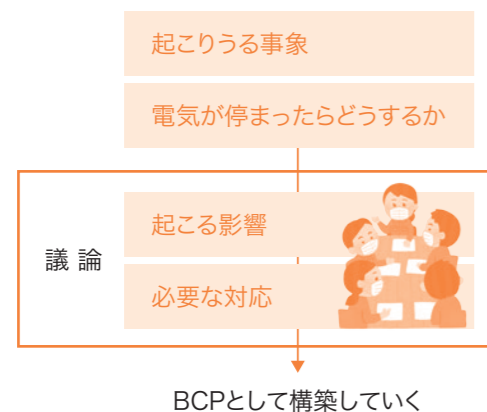 起こりうる事象
電気が停まったらどうするか
議 論
起こる影響
必要な対応
BCPとして構築していく